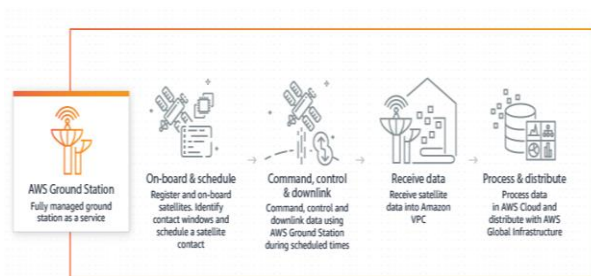 AWS Ground Station
Fully managed ground
station as a service
On-board & schedule
Register and on-board
satellites. Identify
contact windows and
schedule a satellite
contact
Command, control
& downlink
Command, control and
downlink data using
AWS Ground Station
during scheduled times
Receive data
Receive satellite
data into Amazon
VPC
Process & distribute
Process data
in AWS Cloud and
distribute with AWS
Global Infrastructure